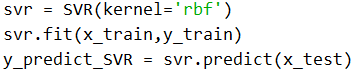 svr = SVR(kernel='rbf')
svr.fit(x_train,y_train)
y_predict_SVR = svr.predict(x_test)